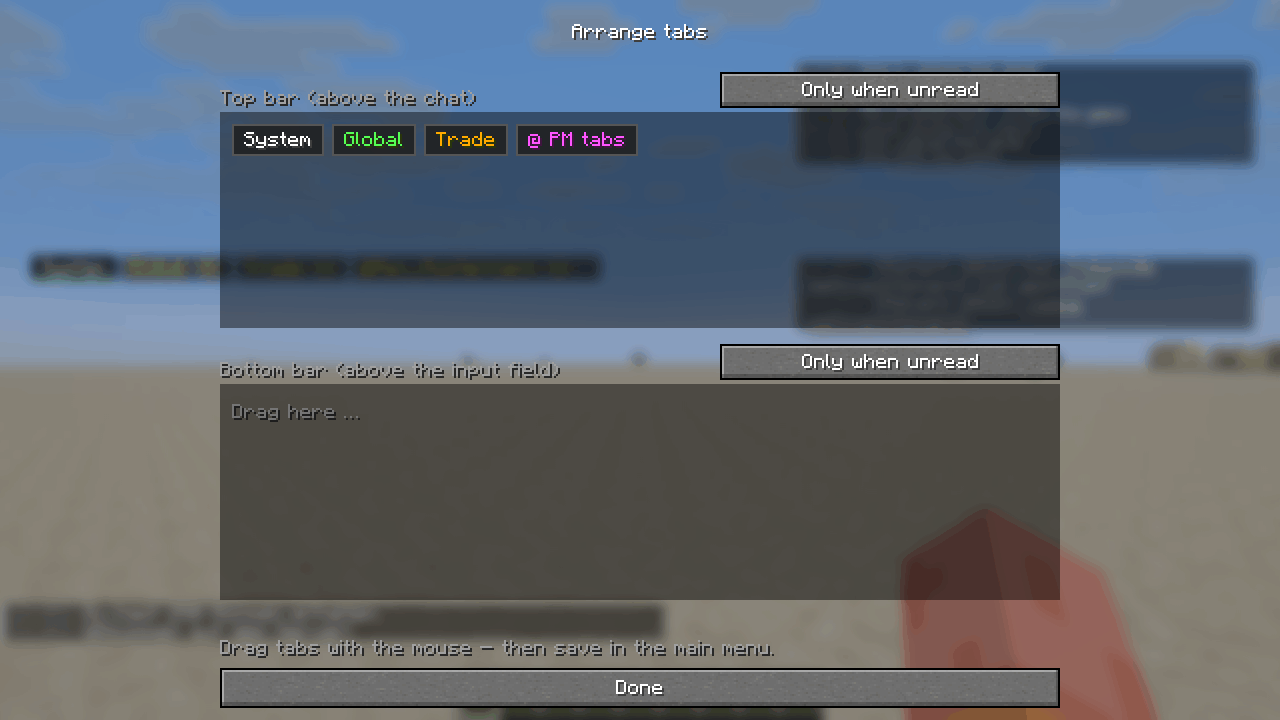 Arrange tabs
Top bar (above the chat)
Only when unread
System Global Trade @ PM tabs
Bottom bar (above the input field)
Only when unread
Drag here ...
Drag tabs with the mouse — then save in the main menu.
Done